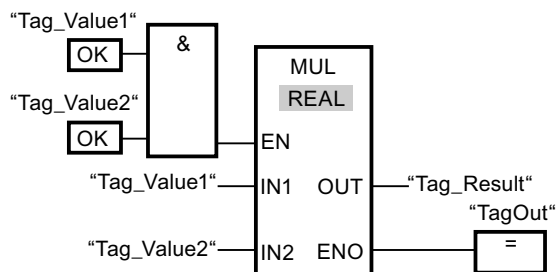 “Tag_Value1“
OK
&
“Tag_Value2“
OK
MUL
REAL
EN
“Tag_Value1“ IN1 OUT “Tag_Result“
“TagOut“
“Tag_Value2“ IN2 ENO =